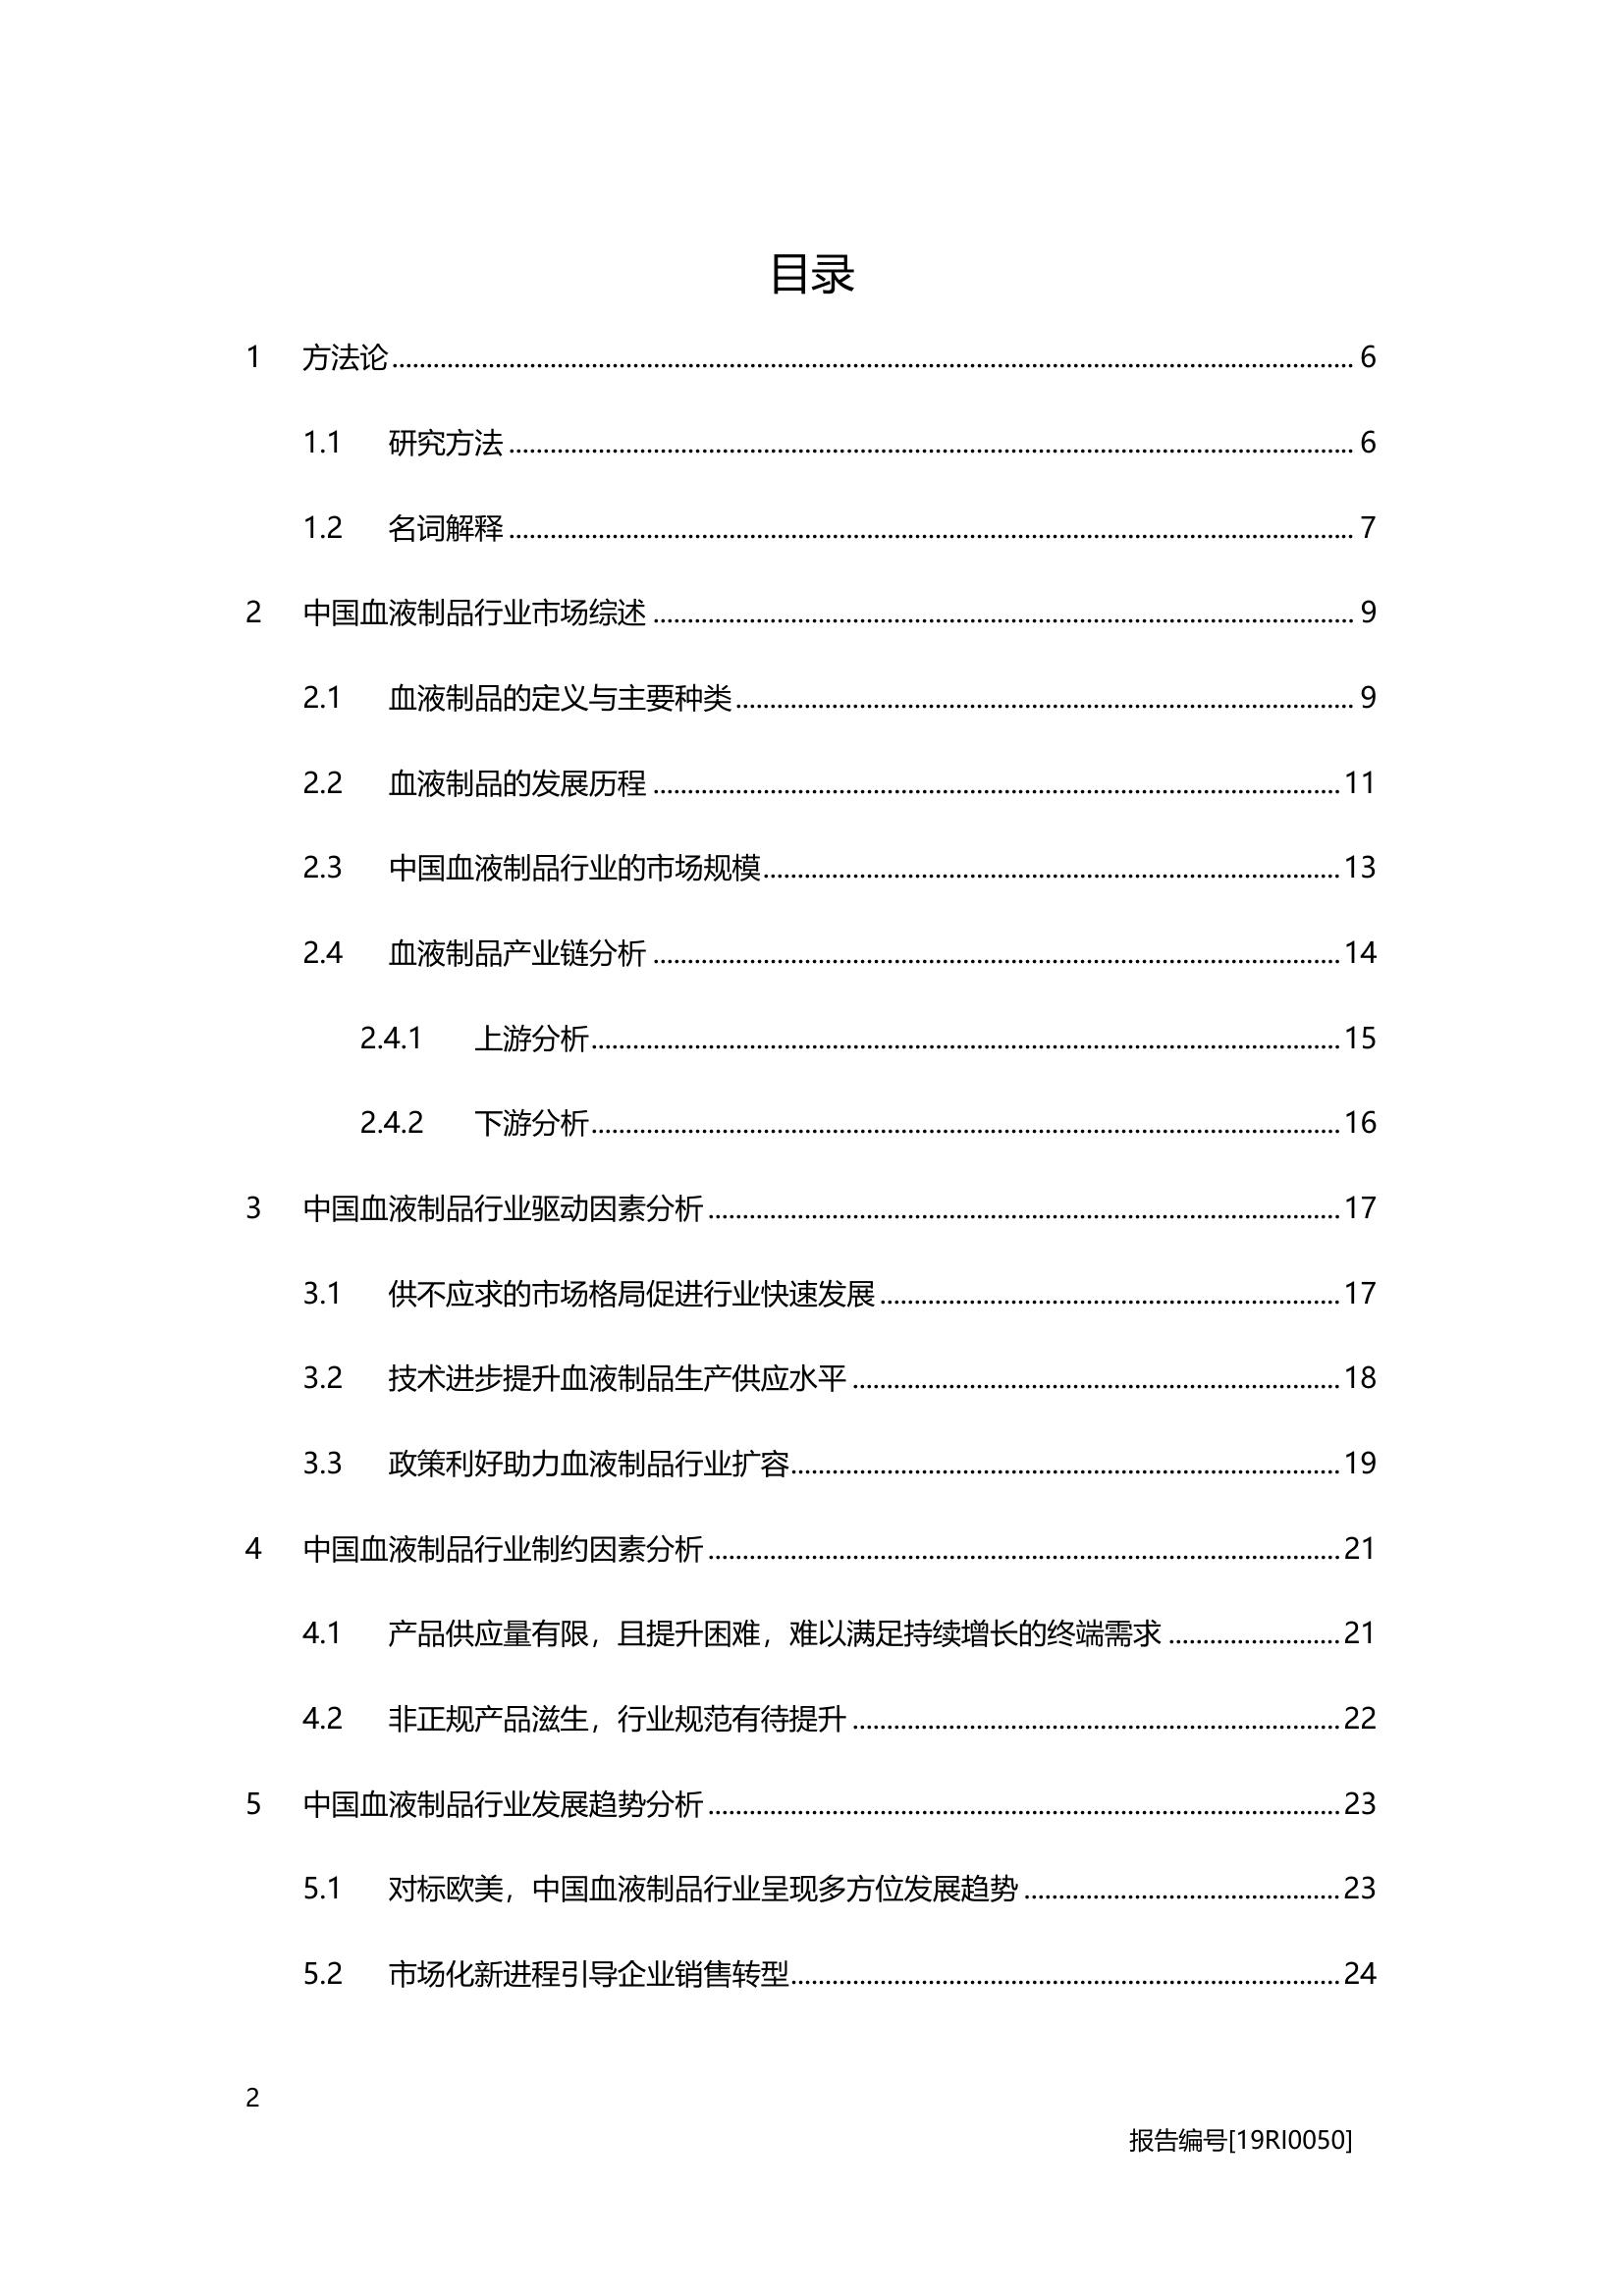 目录
1 方法论 6
1.1 研究方法 6
1.2 名词解释 7
2 中国血液制品行业市场综述 9
2.1 血液制品的定义与主要种类 9
2.2 血液制品的发展历程 11
2.3 中国血液制品行业的市场规模 13
2.4 血液制品产业链分析 14
2.4.1 上游分析 15
2.4.2 下游分析 16
3 中国血液制品行业驱动因素分析 17
3.1 供不应求的市场格局促进行业快速发展 17
3.2 技术进步提升血液制品生产供应水平 18
3.3 政策利好助力血液制品行业扩容 19
4 中国血液制品行业制约因素分析 21
4.1 产品供应量有限，且提升困难，难以满足持续增长的终端需求 21
4.2 非正规产品滋生，行业规范有待提升 22
5 中国血液制品行业发展趋势分析 23
5.1 对标欧美，中国血液制品行业呈现多方位发展趋势 23
5.2 市场化新进程引导企业销售转型 24
2
报告编号[19RI0050]